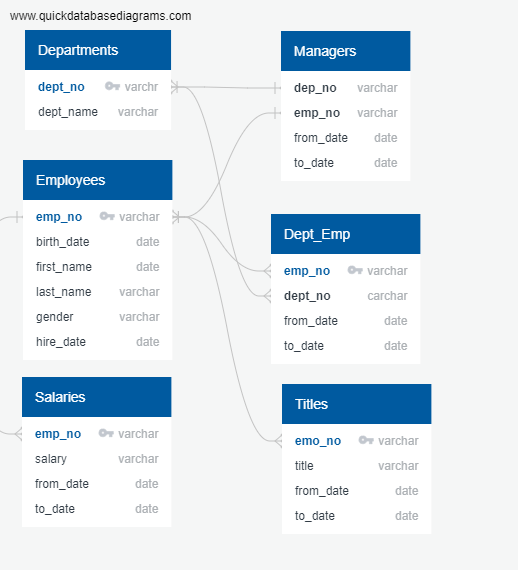 www.quickdatabasediagrams.com
Departments
dept_no varchr
dept_name varchar
Managers
dep_no varchar
emp_no varchar
from_date date
to_date date
Employees
emp_no varchar
birth_date date
first_name date
last_name varchar
gender varchar
hire_date date
Dept_Emp
emp_no varchar
dept_no carchar
from_date date
to_date date
Salaries
emp_no varchar
salary varchar
from_date date
to_date date
Titles
emo_no varchar
title varchar
from_date date
to_date date